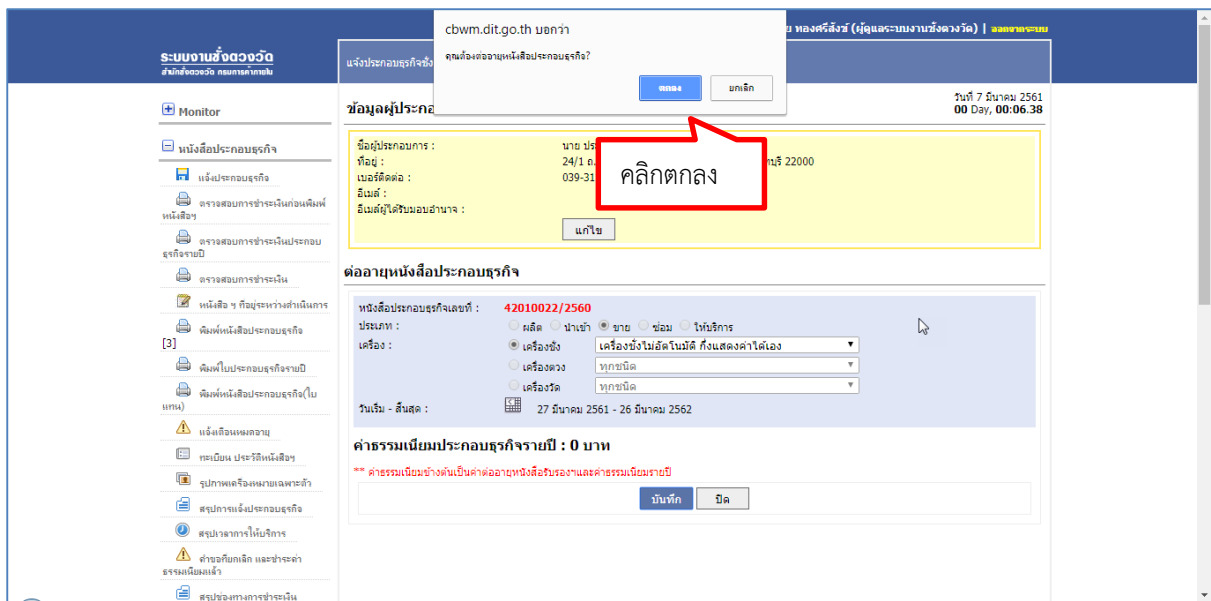 cbwm.dit.go.th บอกว่า
ย ทองศรีสังข์ (ผู้ดูแลระบบงานชั่งตวงวัด) | ออกจากระบบ
คุณต้องต่ออายุหนังสือประกอบธุรกิจ?
ระบบงานชั่งตวงวัด
สำนักชั่งตวงวัด กรมการค้าภายใน
แจ้งประกอบธุรกิจชั่ง
ตกลง ยกเลิก
วันที่ 7 มีนาคม 2561
00 Day, 00:06.38
Monitor
ข้อมูลผู้ประกอ
คลิกตกลง
หนังสือประกอบธุรกิจ
แจ้งประกอบธุรกิจ
ตรวจสอบการชำระเงินก่อนพิมพ์
หนังสือฯ
ตรวจสอบการชำระเงินประกอบ
ธุรกิจรายปี
ตรวจสอบการชำระเงิน
หนังสือ ฯ ที่อยู่ระหว่างดำเนินการ
พิมพ์หนังสือประกอบธุรกิจ
[3]
พิมพ์ใบประกอบธุรกิจรายปี
พิมพ์หนังสือประกอบธุรกิจ(ใบ
แทน)
แจ้งเตือนหมดอายุ
ทะเบียน ประวัติหนังสือฯ
รูปภาพเครื่องหมายเฉพาะตัว
สรุปการแจ้งประกอบธุรกิจ
สรุปเวลาการให้บริการ
คำขอที่ยกเลิก และชำระค่า
ธรรมเนียมแล้ว
สรุปช่องทางการชำระเงิน
ชื่อผู้ประกอบการ : นาย ปร
ที่อยู่ : 24/1 ถ. ทบุรี 22000
เบอร์ติดต่อ : 039-31
อีเมล์ :
อีเมล์ผู้ได้รับมอบอำนาจ :
แก้ไข
ต่ออายุหนังสือประกอบธุรกิจ
หนังสือประกอบธุรกิจเลขที่ : 42010022/2560
ประเภท : ผลิต นำเข้า ขาย ซ่อม ให้บริการ
เครื่อง : เครื่องชั่ง เครื่องชั่งไม่อัตโนมัติ กึ่งแสดงค่าได้เอง
เครื่องตวง ทุกชนิด
เครื่องวัด ทุกชนิด
วันเริ่ม - สิ้นสุด : 27 มีนาคม 2561 - 26 มีนาคม 2562
ค่าธรรมเนียมประกอบธุรกิจรายปี : 0 บาท
** ค่าธรรมเนียมข้างต้นเป็นค่าต่ออายุหนังสือรับรองฯและค่าธรรมเนียมรายปี
บันทึก ปิด